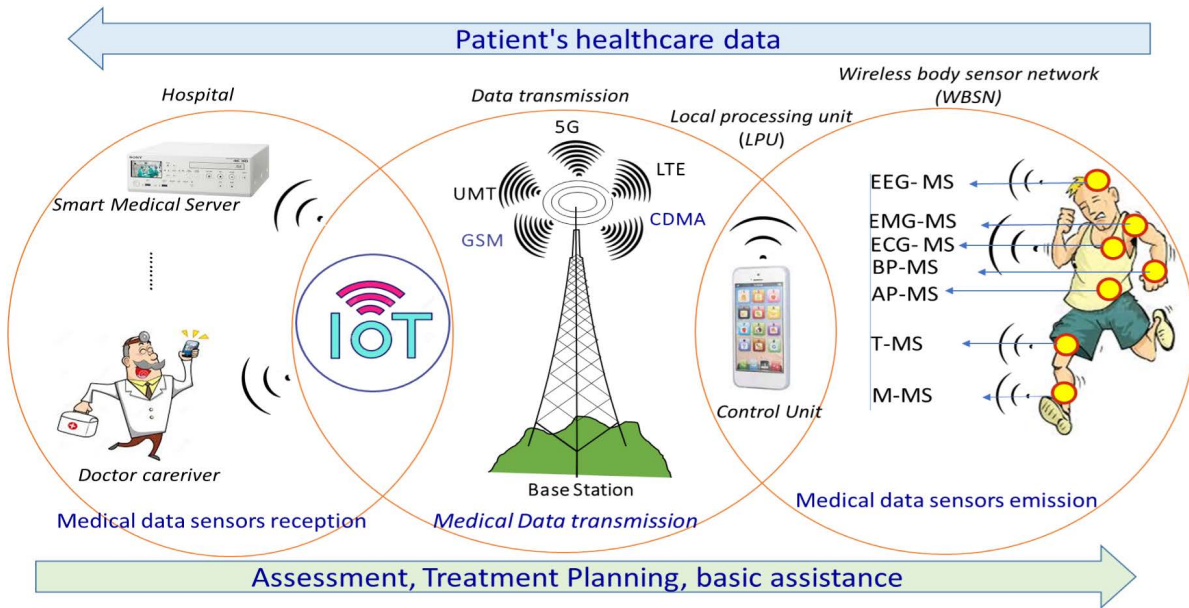 Patient's healthcare data
Hospital
Data transmission
Local processing unit
(LPU)
Wireless body sensor network
(WBSN)
5G
LTE
UMT
CDMA
GSM
SONY
Smart Medical Server
IoT
EEG- MS
EMG-MS
ECG- MS
BP-MS
AP-MS
T-MS
M-MS
Control Unit
Doctor careriver
Base Station
Medical data sensors reception
Medical Data transmission
Medical data sensors emission
Assessment, Treatment Planning, basic assistance